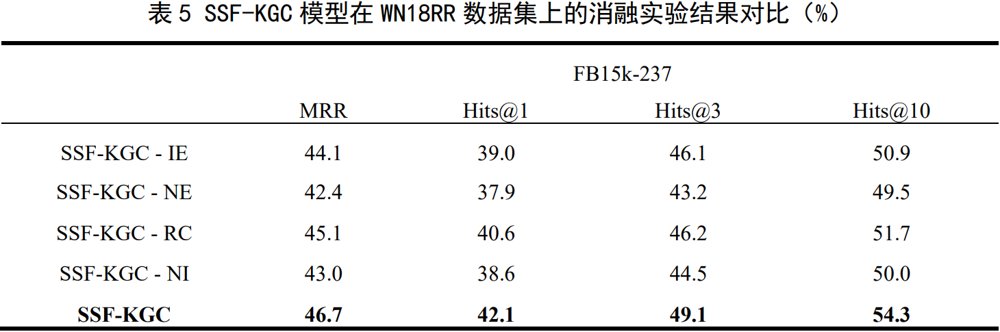 表 5 SSF-KGC 模型在 WN18RR 数据集上的消融实验结果对比（%）
FB15k-237
MRR Hits@1 Hits@3 Hits@10
SSF-KGC - IE 44.1 39.0 46.1 50.9
SSF-KGC - NE 42.4 37.9 43.2 49.5
SSF-KGC - RC 45.1 40.6 46.2 51.7
SSF-KGC - NI 43.0 38.6 44.5 50.0
SSF-KGC 46.7 42.1 49.1 54.3